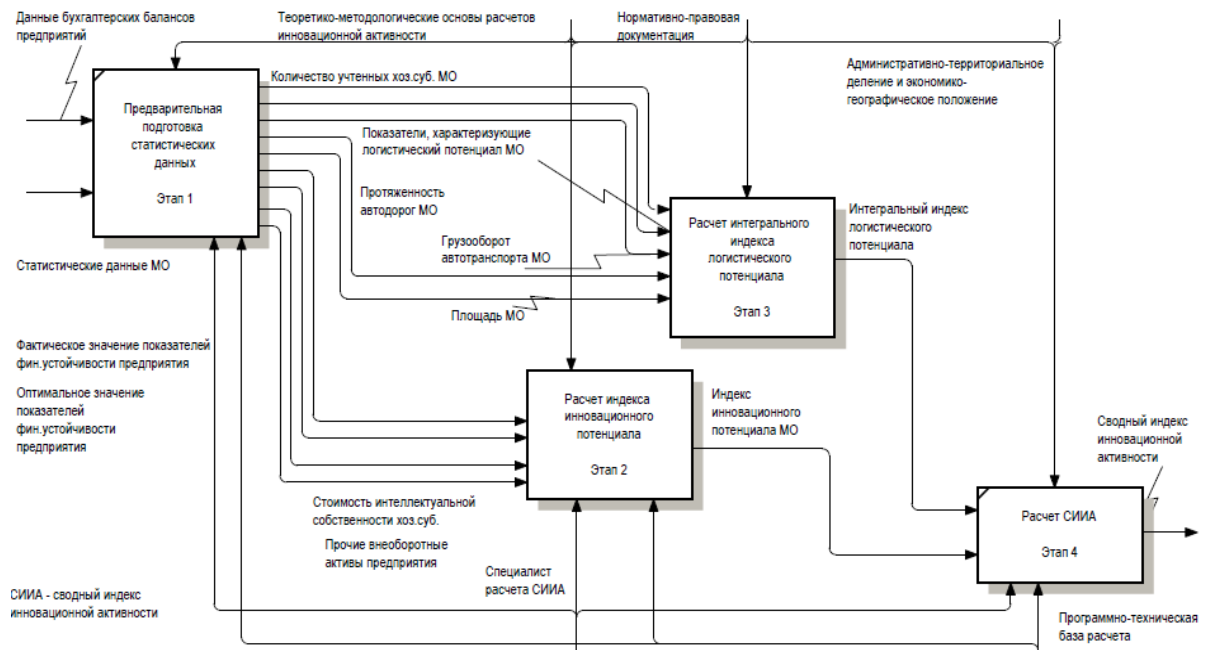 Данные бухгалтерских балансов
предприятий
Теоретико-методологические основы расчетов
инновационной активности
Нормативно-правовая
документация
Административно-территориальное
деление и экономико-
географическое положение
Количество учтенных хоз.суб. МО
Предварительная
подготовка
статистических
данных
Этап 1
Показатели, характеризующие
логистический потенциал МО
Протяженность
автодорог МО
Грузооборот
автотранспорта МО
Площадь МО
Расчет интегрального
индекса
логистического
потенциала
Этап 3
Интегральный индекс
логистического
потенциала
Статистические данные МО
Фактическое значение показателей
фин.устойчивости предприятия
Оптимальное значение
показателей
фин.устойчивости
предприятия
Расчет индекса
инновационного
потенциала
Этап 2
Индекс
инновационного
потенциала МО
Сводный индекс
инновационной
активности
Стоимость интеллектуальной
собственности хоз.суб.
Прочие внеоборотные
активы предприятия
Расчет СИИА
Этап 4
Специалист
расчета СИИА
СИИА - сводный индекс
инновационной активности
Программно-техническая
база расчета